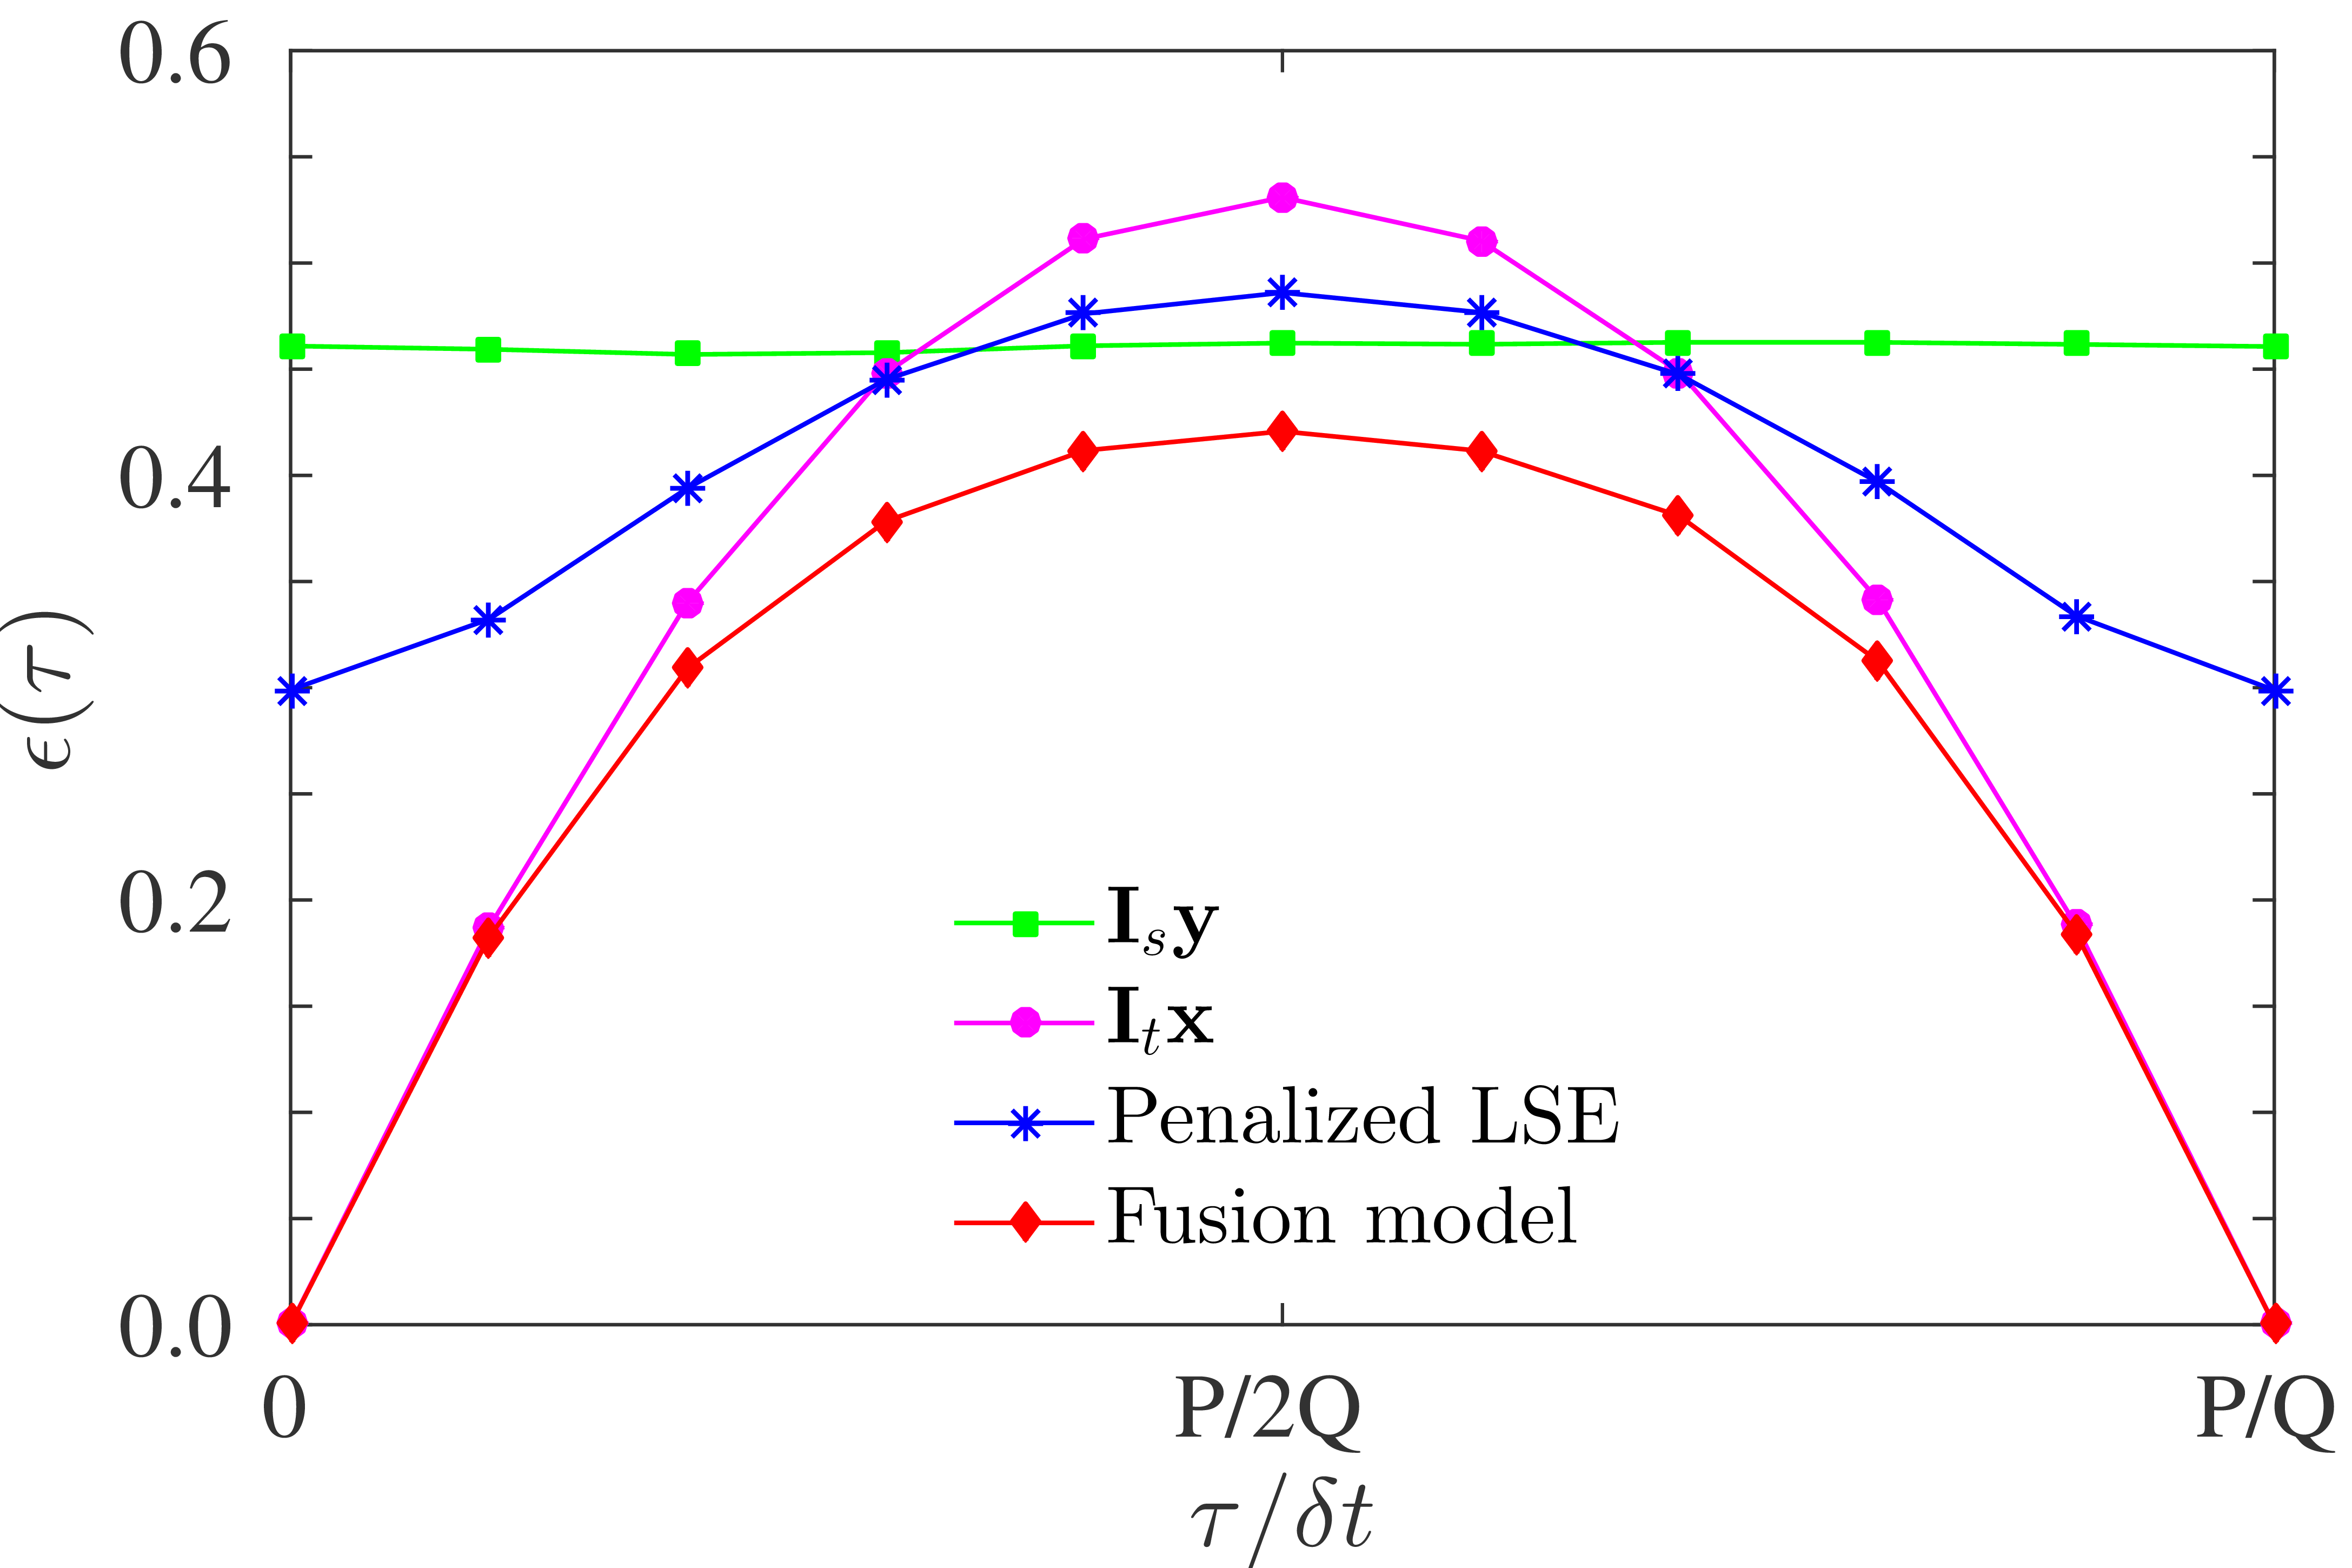 0.6
0.4
0.2
0.0
ϵ(τ)
I_s y
I_t x
Penalized LSE
Fusion model
0 P/2Q P/Q
τ/δt